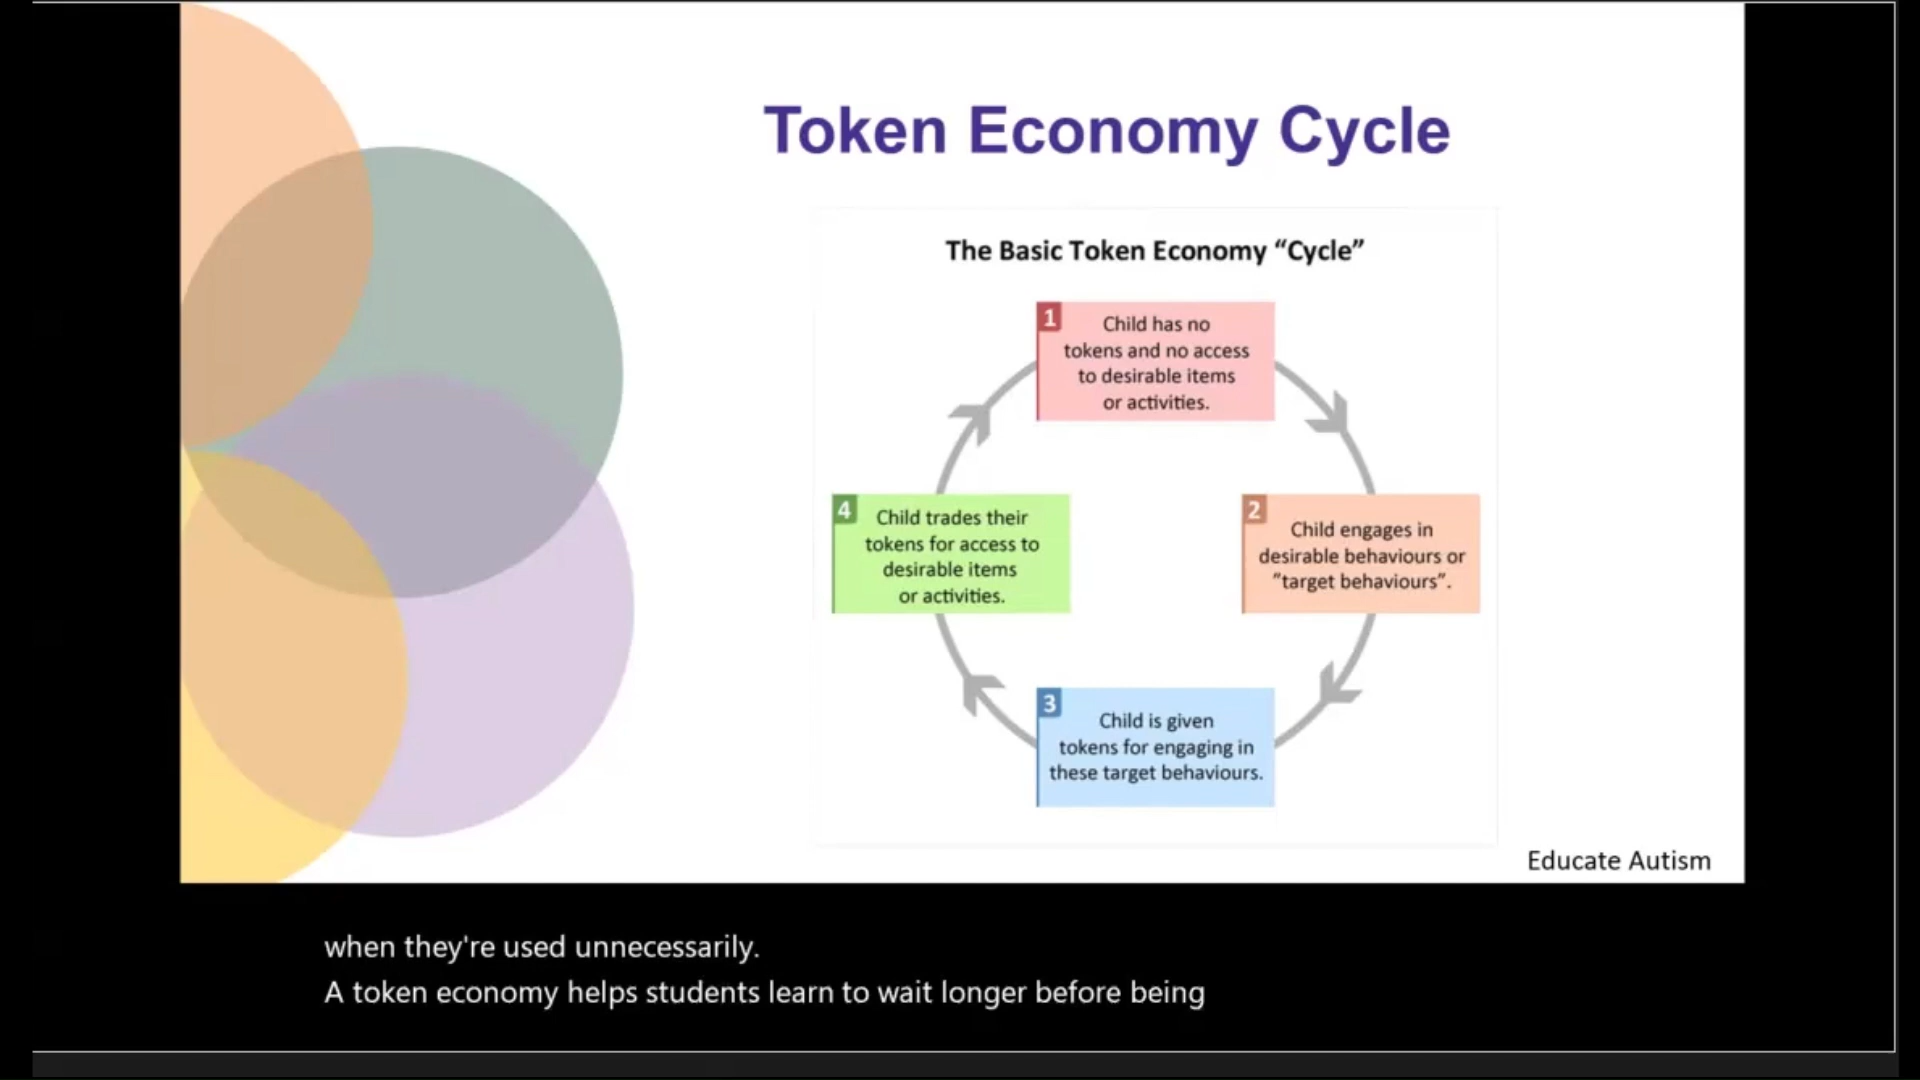 Token Economy Cycle
The Basic Token Economy “Cycle”
1
Child has no
tokens and no access
to desirable items
or activities.
2
Child engages in
desirable behaviours or
“target behaviours”.
3
Child is given
tokens for engaging in
these target behaviours.
4
Child trades their
tokens for access to
desirable items
or activities.
Educate Autism
when they're used unnecessarily.
A token economy helps students learn to wait longer before being